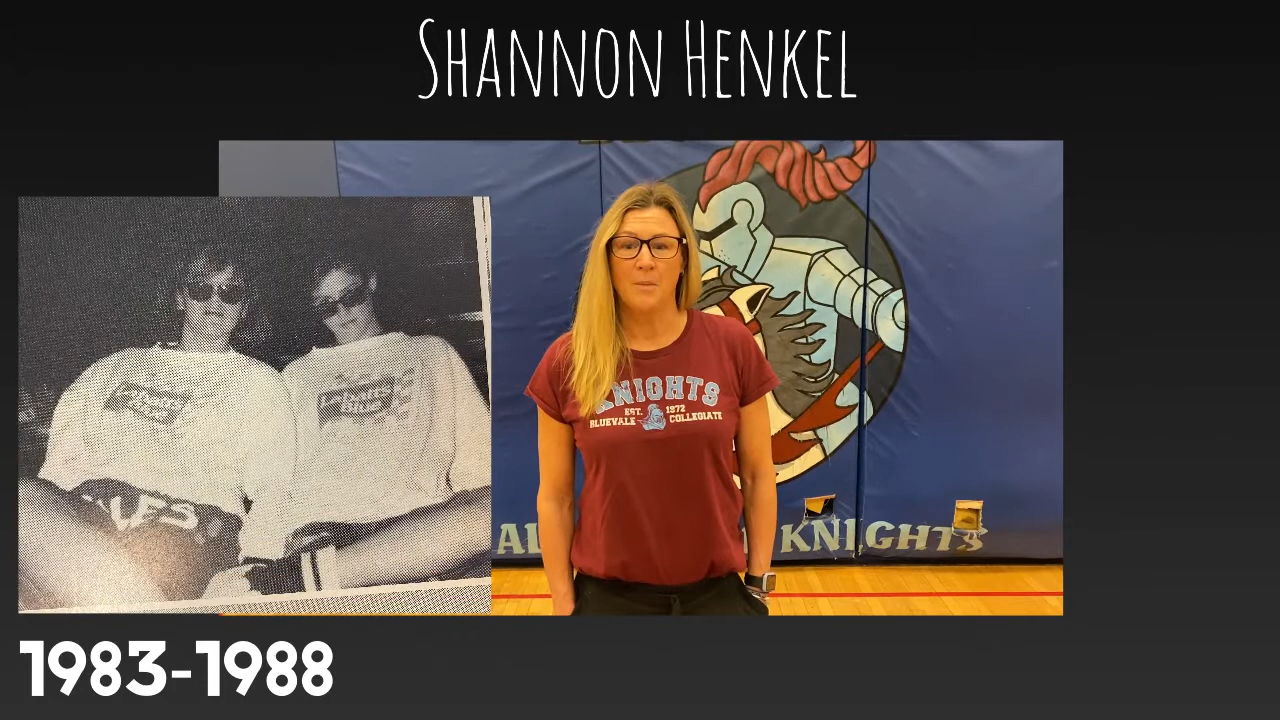 SHANNON HENKEL
KNIGHTS
EST. 1972
BLUEVALE COLLEGIATE
KNIGHTS
1983-1988